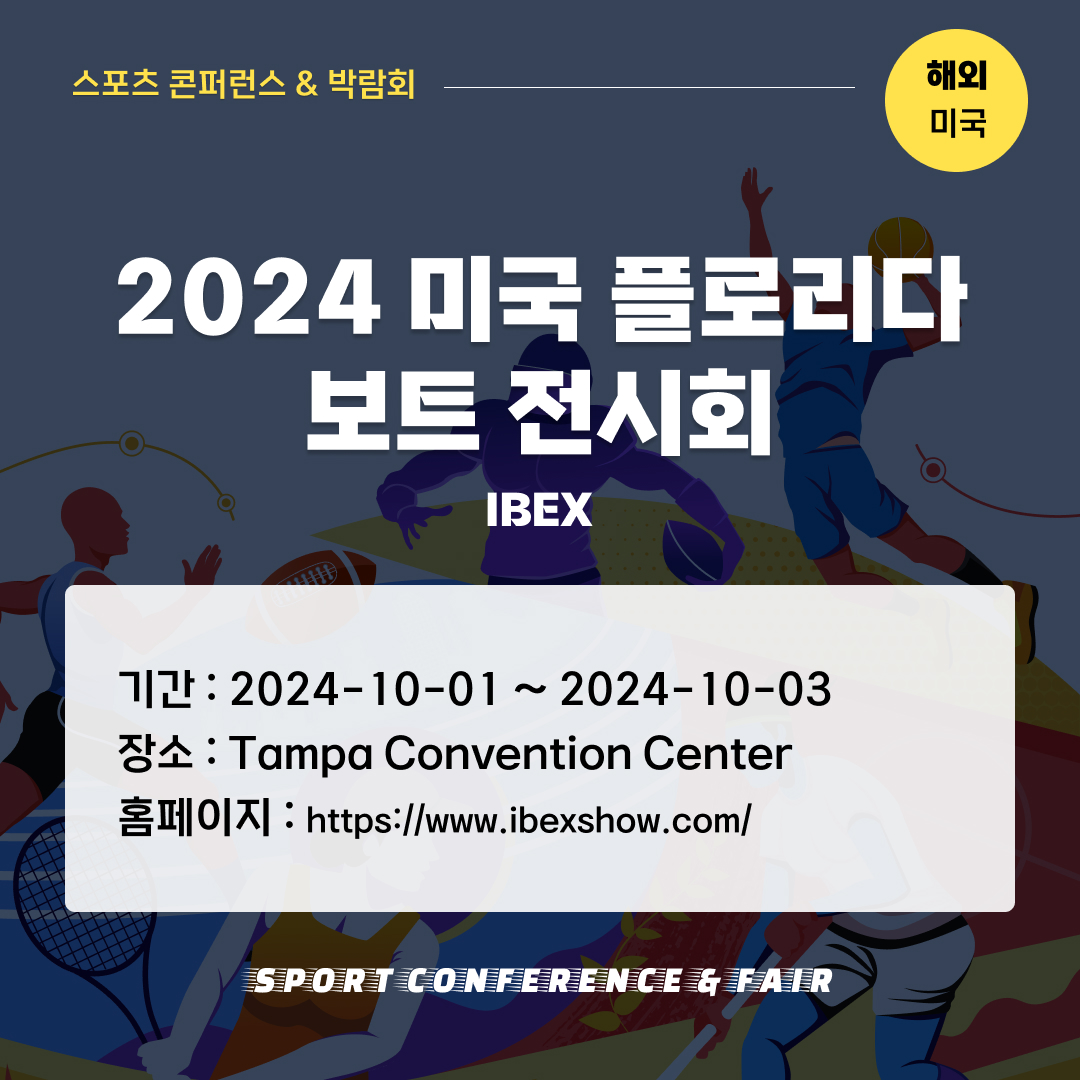 스포츠 콘퍼런스 & 박람회
해외
미국
2024 미국 플로리다
보트 전시회
IBEX
기간 : 2024-10-01 ~ 2024-10-03
장소 : Tampa Convention Center
홈페이지 : https://www.ibexshow.com/
SPORT CONFERENCE & FAIR